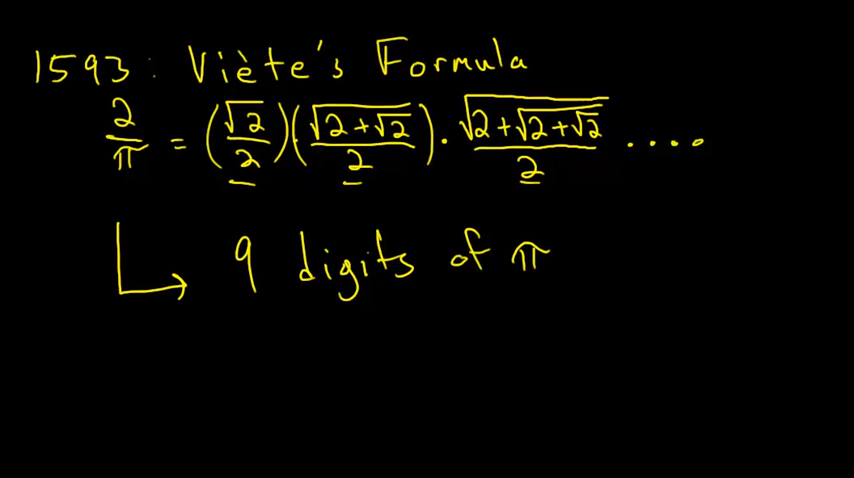 1593: Viète's Formula
2/π = (√2/2)(√(2+√2)/2)·√(2+√(2+√2))/2 ....
↳ 9 digits of π